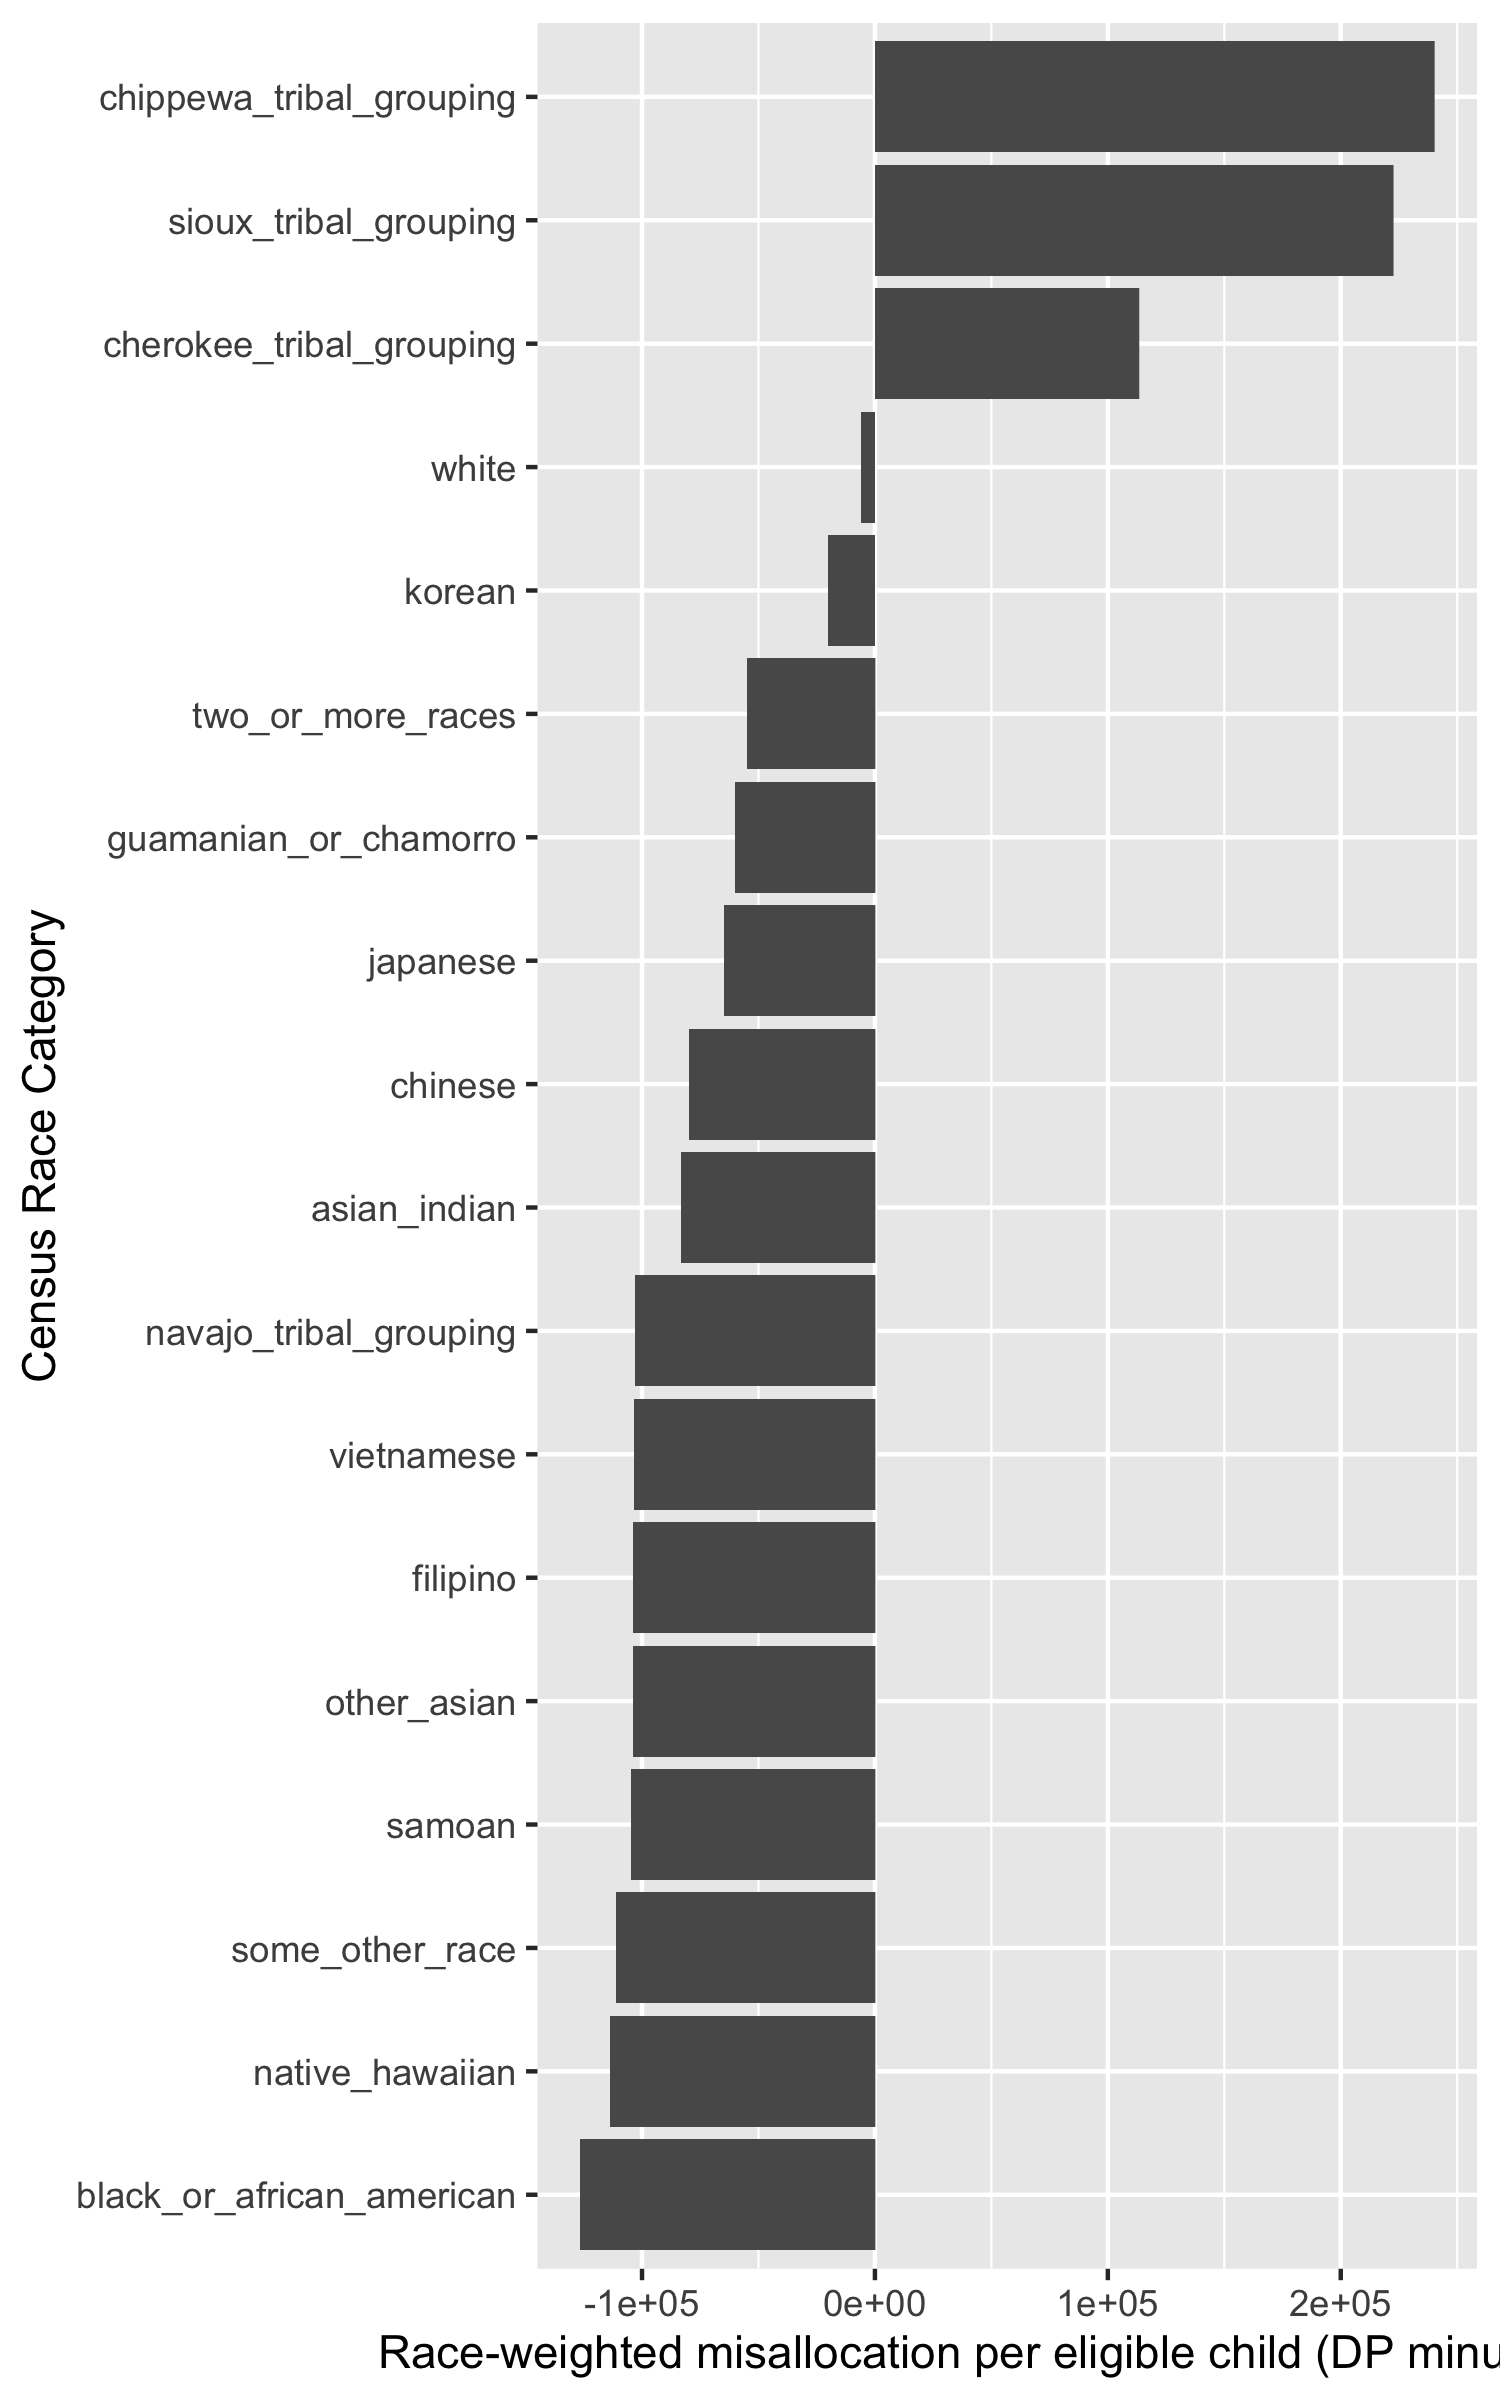 chippewa_tribal_grouping
sioux_tribal_grouping
cherokee_tribal_grouping
white
korean
two_or_more_races
guamanian_or_chamorro
japanese
chinese
asian_indian
navajo_tribal_grouping
vietnamese
filipino
other_asian
samoan
some_other_race
native_hawaiian
black_or_african_american
Census Race Category
-1e+05 0e+00 1e+05 2e+05
Race-weighted misallocation per eligible child (DP minu